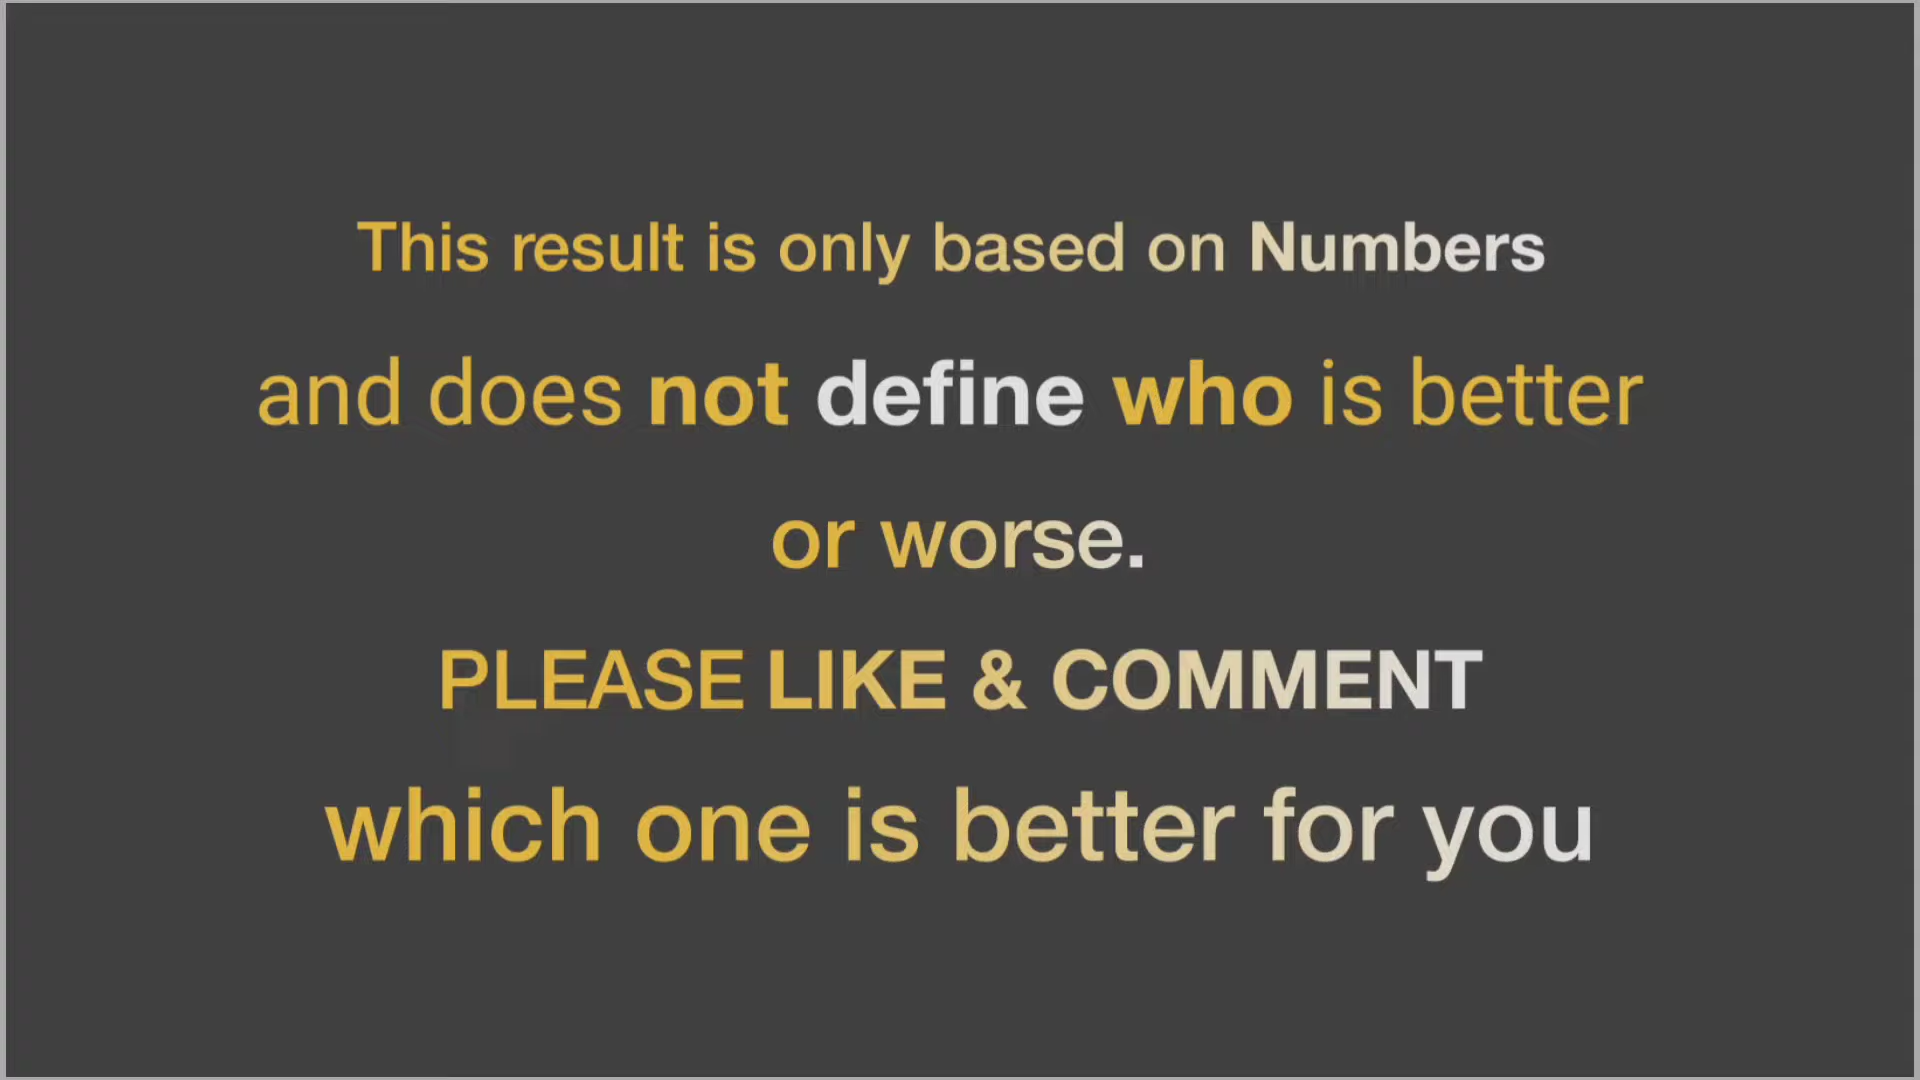 This result is only based on Numbers
and does not define who is better
or worse.
PLEASE LIKE & COMMENT
which one is better for you